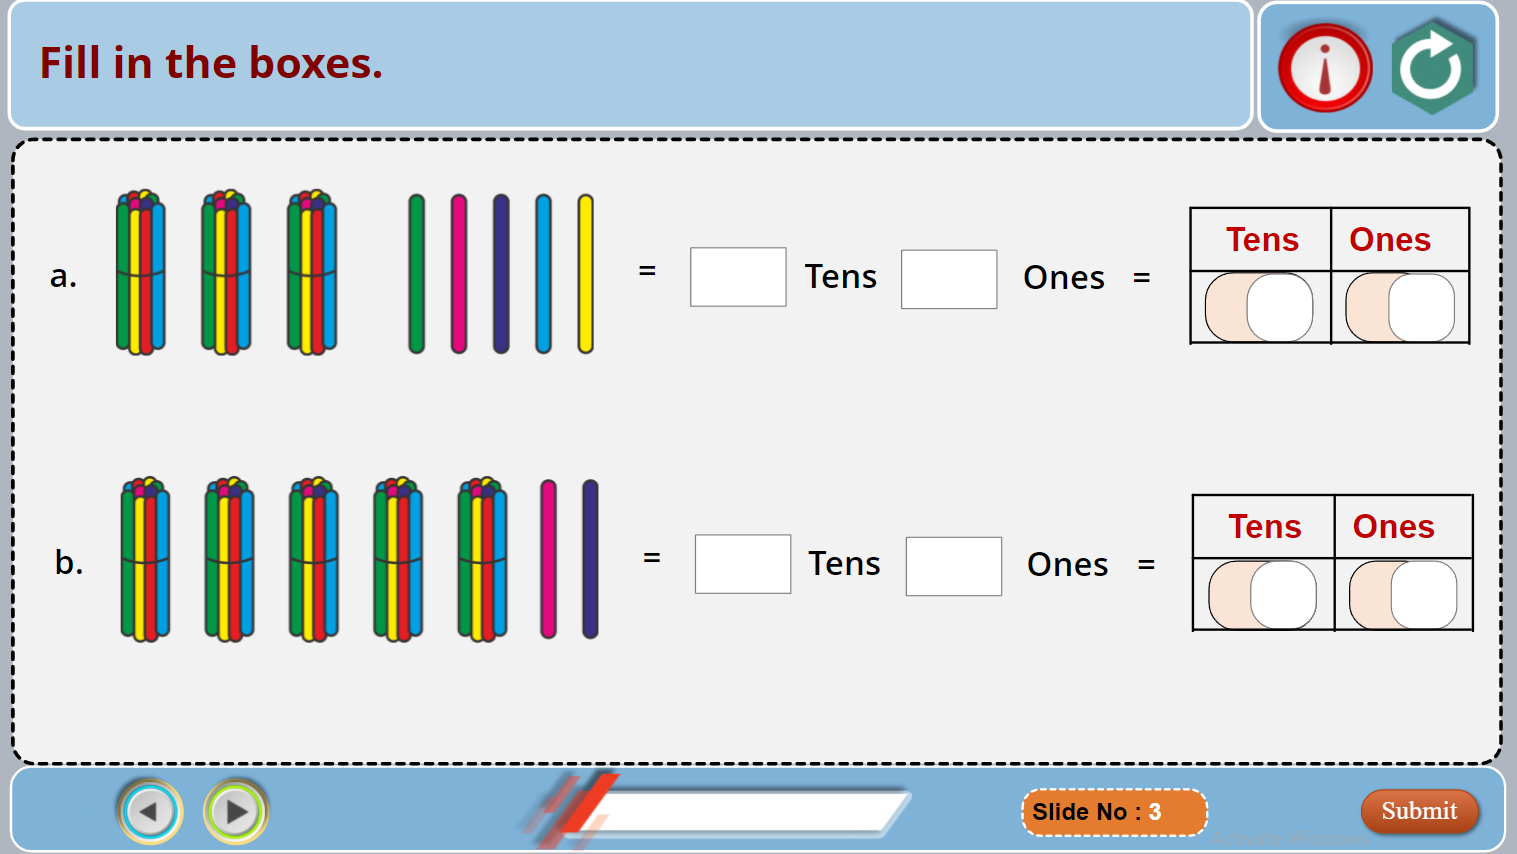 Fill in the boxes.
a. = Tens Ones = Tens Ones
b. = Tens Ones = Tens Ones
Slide No : 3
Submit